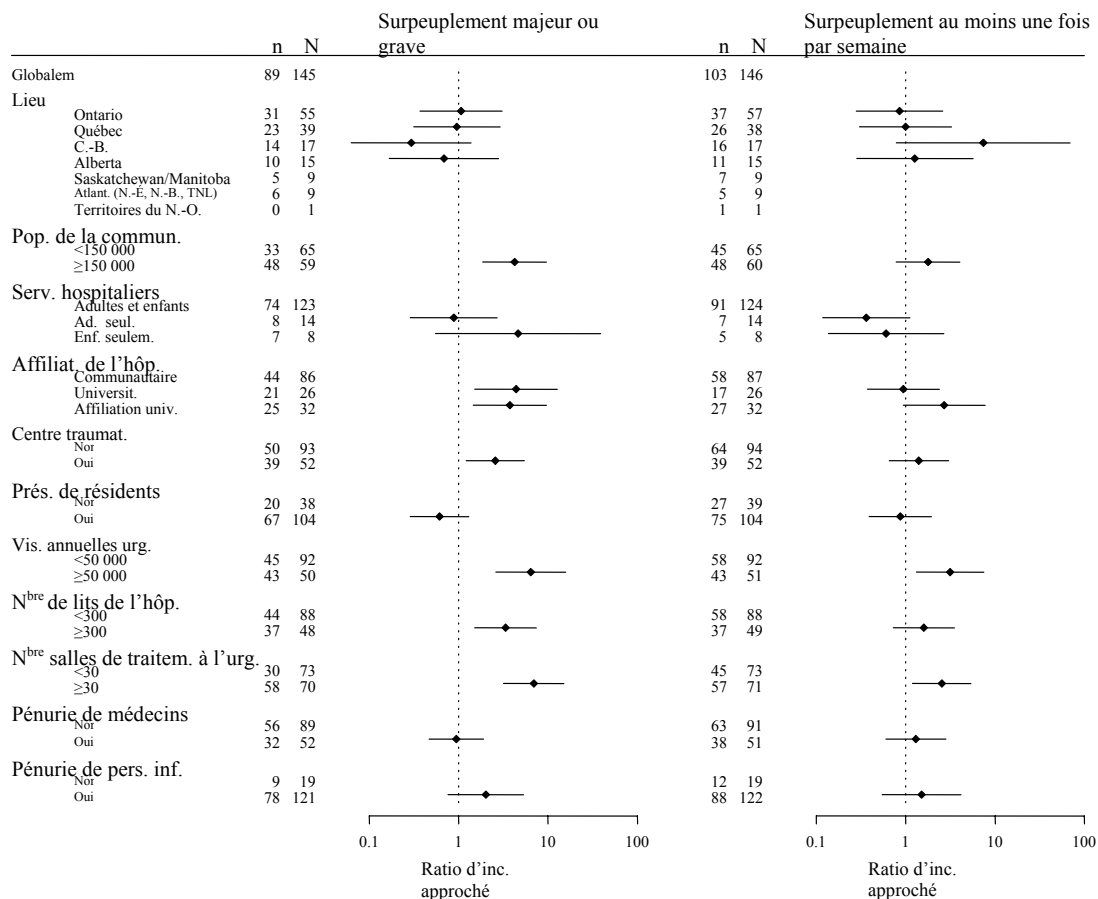 Surpeuplement majeur ou grave
Surpeuplement au moins une fois par semaine
n N n N
Globalem 89 145 103 146
Lieu
Ontario 31 55 37 57
Québec 23 39 26 38
C.-B. 14 17 16 17
Alberta 10 15 11 15
Saskatchewan/Manitoba 5 9 7 9
Atlant. (N.-É, N.-B., TNL) 6 9 5 9
Territoires du N.-O. 0 1 1 1
Pop. de la commun.
<150 000 33 65 45 65
≥150 000 48 59 48 60
Serv. hospitaliers
Adultes et enfants 74 123 91 124
Ad. seul. 8 14 7 14
Enf. seulem. 7 8 5 8
Affiliat. de l’hôp.
Communautaire 44 86 58 87
Universit. 21 26 17 26
Affiliation univ. 25 32 27 32
Centre traumat.
Non 50 93 64 94
Oui 39 52 39 52
Prés. de résidents
Non 20 38 27 39
Oui 67 104 75 104
Vis. annuelles urg.
<50 000 45 92 58 92
≥50 000 43 50 43 51
Nbre de lits de l’hôp.
<300 44 88 58 88
≥300 37 48 37 49
Nbre salles de traitem. à l’urg.
<30 30 73 45 73
≥30 58 70 57 71
Pénurie de médecins
Non 56 89 63 91
Oui 32 52 38 51
Pénurie de pers. inf.
Non 9 19 12 19
Oui 78 121 88 122
0.1 1 10 100 0.1 1 10 100
Ratio d’inc. approché
Ratio d’inc. approché